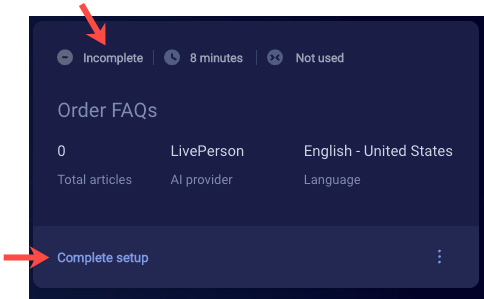 Incomplete 8 minutes Not used
Order FAQs
0 LivePerson English - United States
Total articles AI provider Language
Complete setup